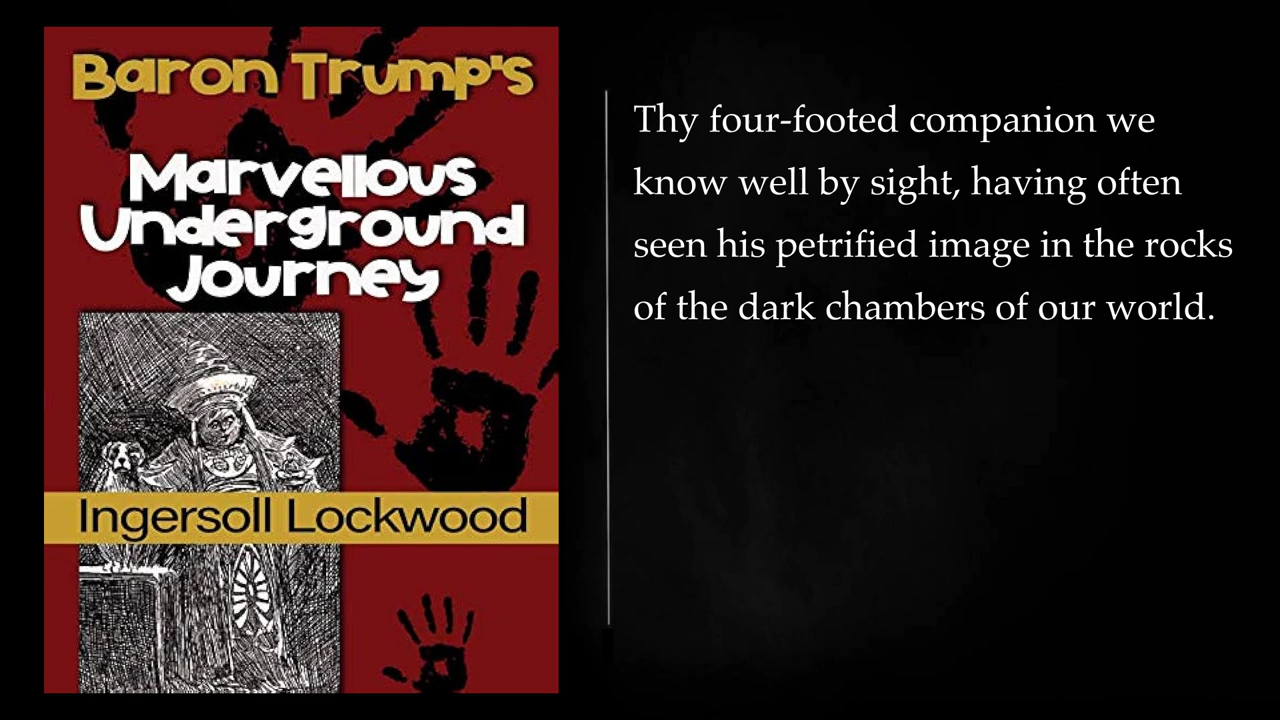 Baron Trump's
Marvellous
Underground
Journey
Ingersoll Lockwood
Thy four-footed companion we
know well by sight, having often
seen his petrified image in the rocks
of the dark chambers of our world.